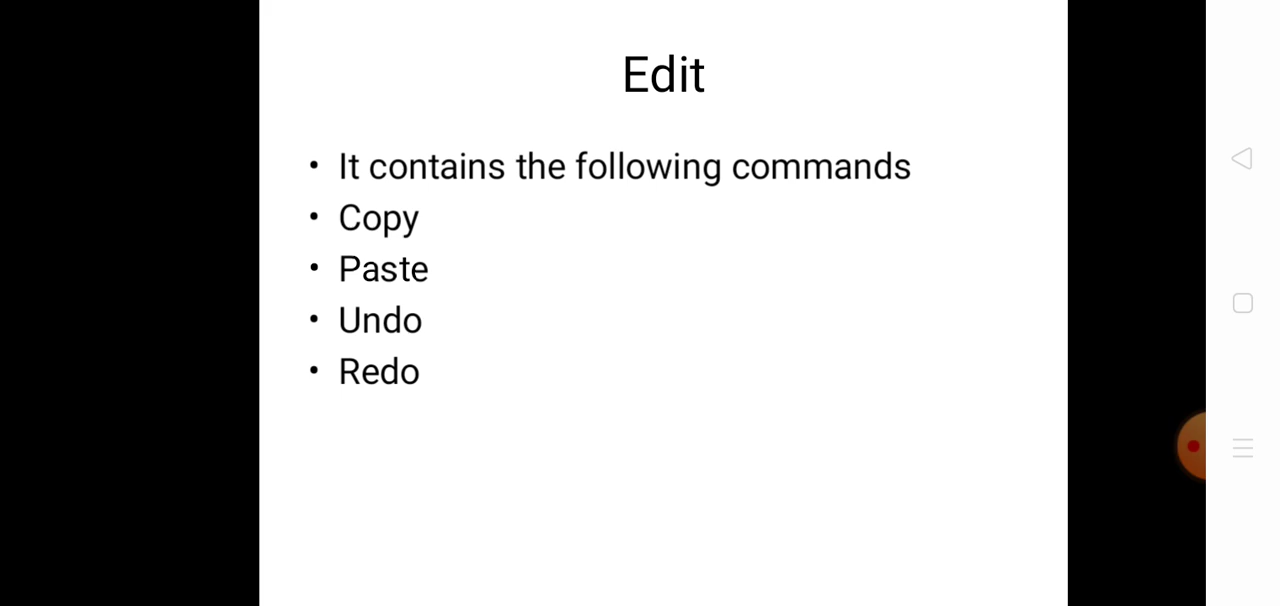 Edit
• It contains the following commands
• Copy
• Paste
• Undo
• Redo